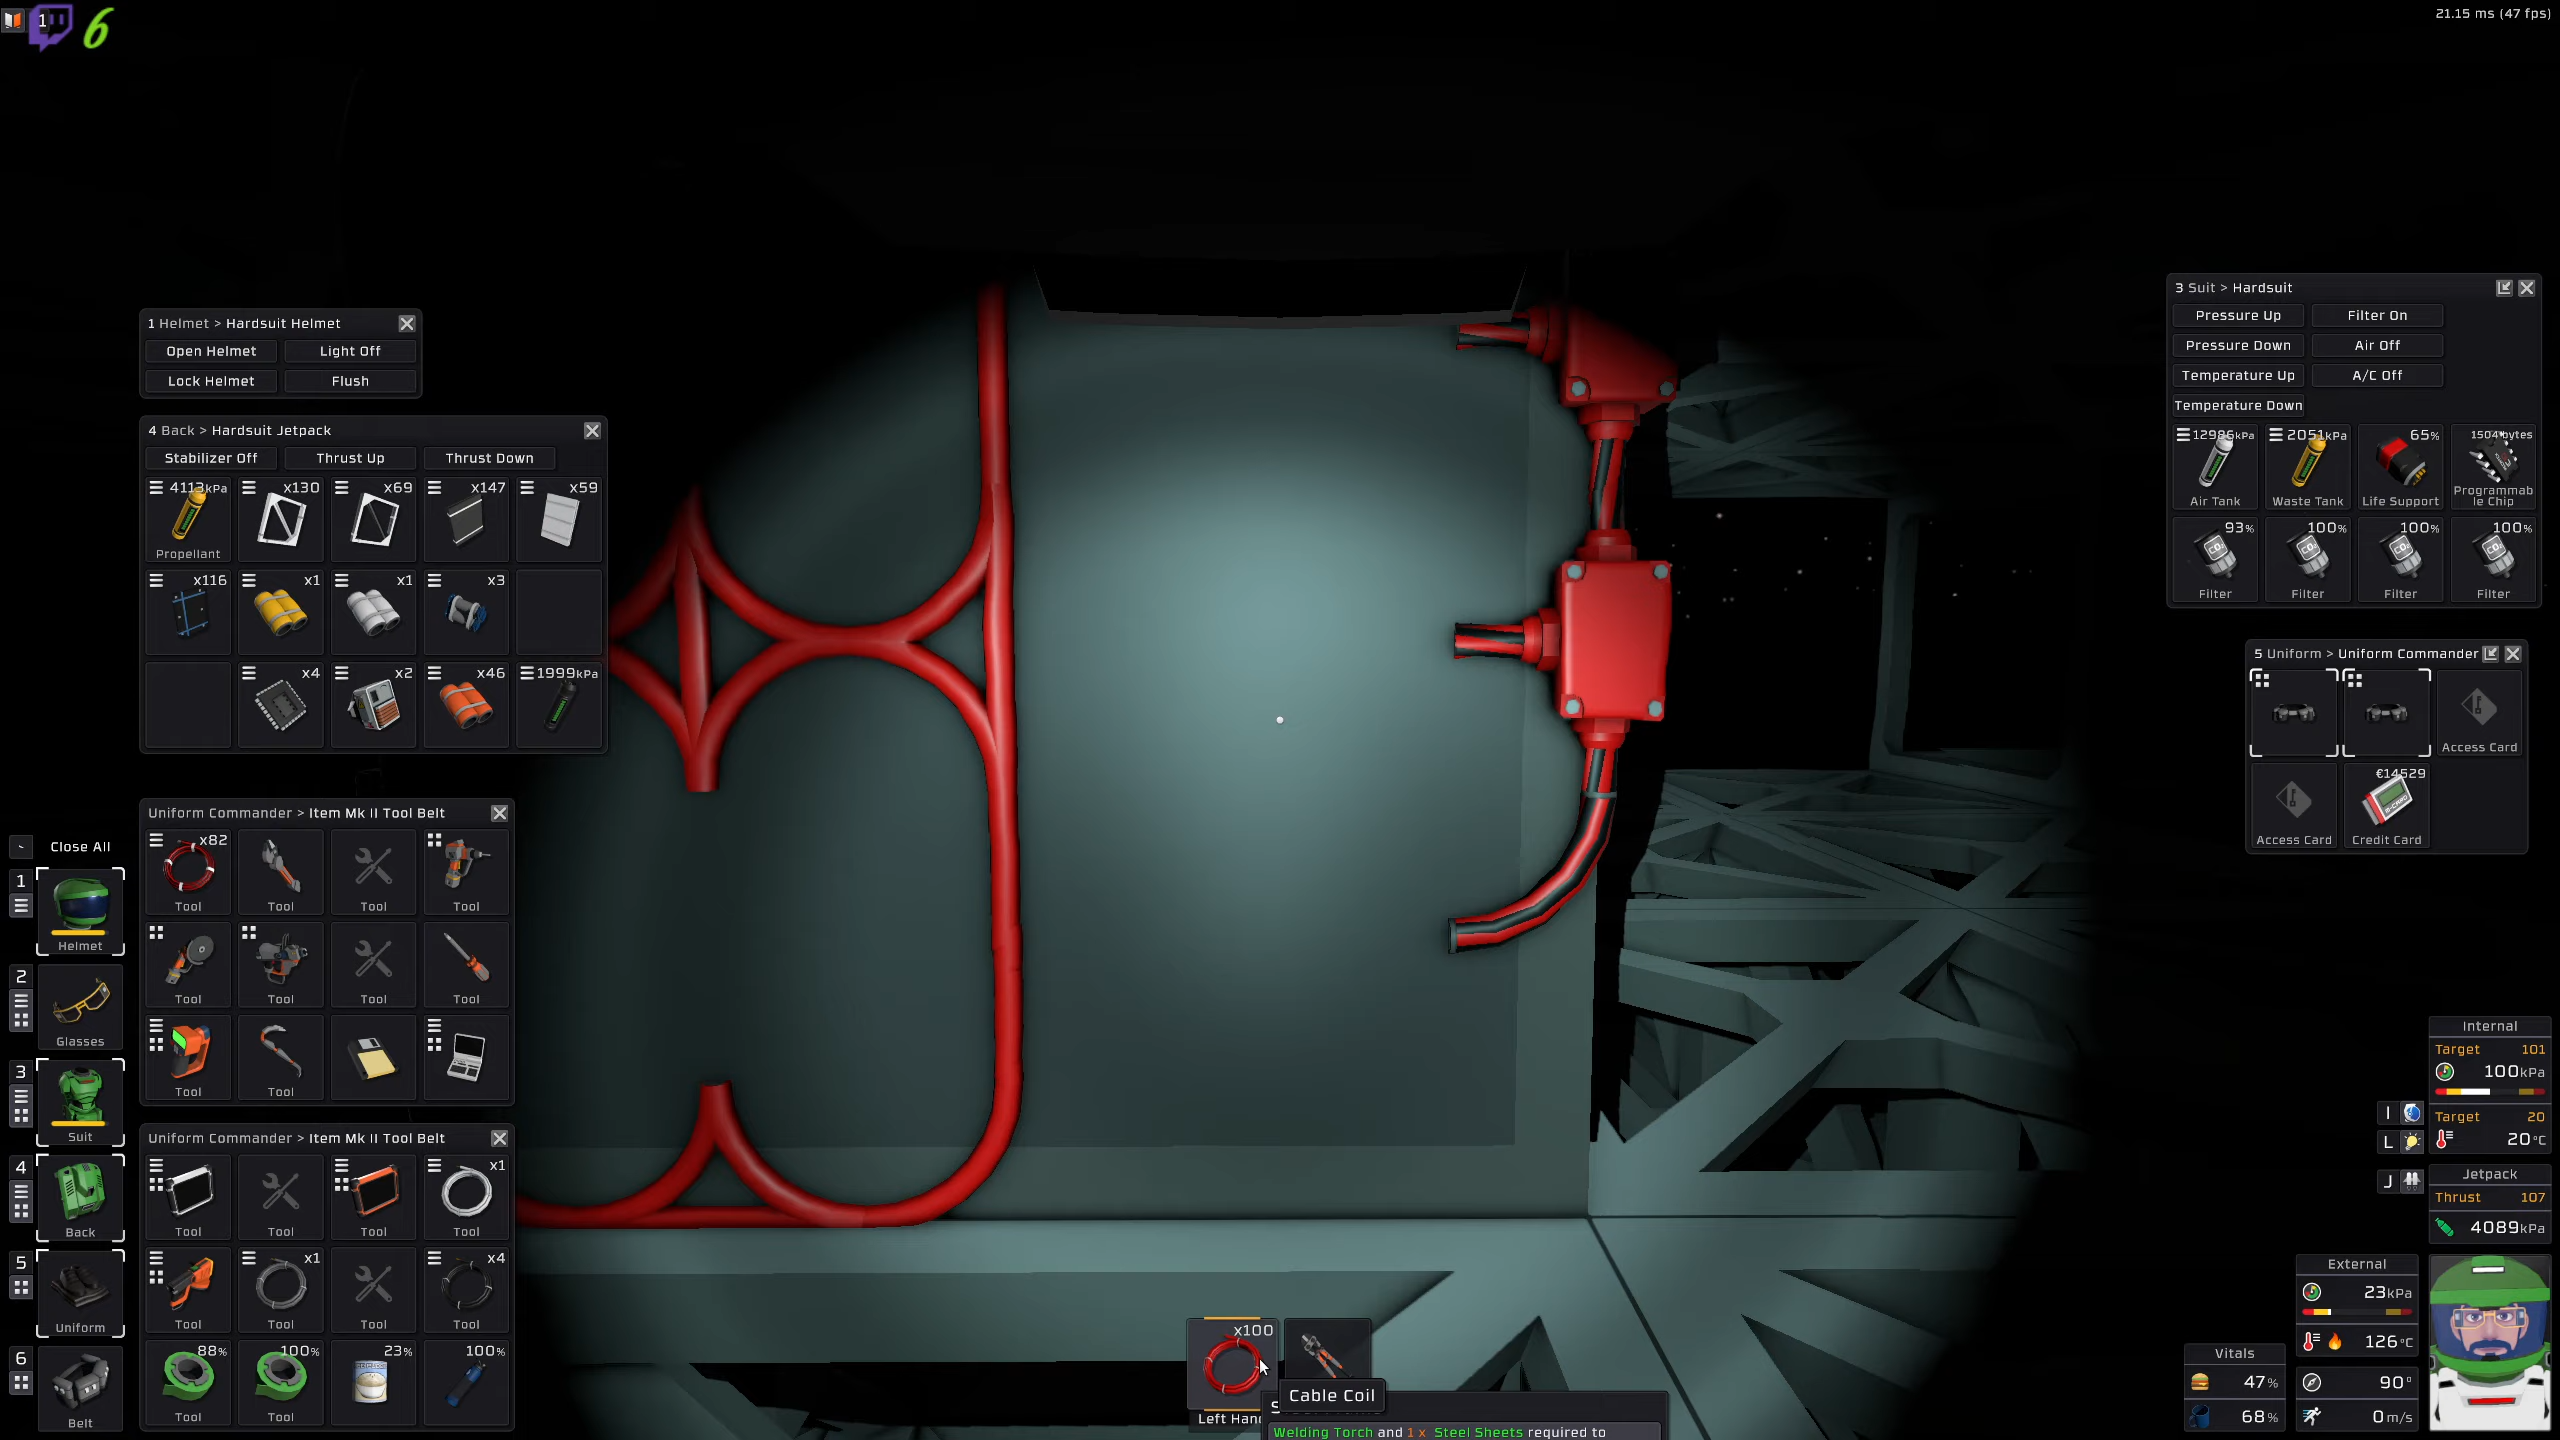 1
6
21.15 ms (47 fps)
1 Helmet > Hardsuit Helmet
Open Helmet
Light Off
Lock Helmet
Flush
4 Back > Hardsuit Jetpack
Stabilizer Off
Thrust Up
Thrust Down
4113kPa
x130
x69
x147
x59
Propellant
x116
x1
x1
x3
x4
x2
x46
1999kPa
Uniform Commander > Item Mk II Tool Belt
x82
Tool
Tool
Tool
Tool
Tool
Tool
Tool
Tool
Tool
Uniform Commander > Item Mk II Tool Belt
x1
Tool
Tool
Tool
Tool
x1
x4
Tool
Tool
Tool
Tool
88%
100%
23%
100%
Tool
Tool
~ Close All
1
Helmet
2
Glasses
3
Suit
4
Back
5
Uniform
6
Belt
3 Suit > Hardsuit
Pressure Up
Filter On
Pressure Down
Air Off
Temperature Up
A/C Off
Temperature Down
12986kPa
2051kPa
65%
1504bytes
Air Tank
Waste Tank
Life Support
Programmab
le Chip
93%
100%
100%
100%
Filter
Filter
Filter
Filter
5 Uniform > Uniform Commander
Access Card
€14529
Access Card
Credit Card
Internal
Target 101
100kPa
Target 20
20°C
I
L
J
Jetpack
Thrust 107
4089kPa
External
23kPa
126°C
90°
0m/s
Vitals
47%
68%
x100
Cable Coil
Left Han
Welding Torch and 1 x Steel Sheets required to